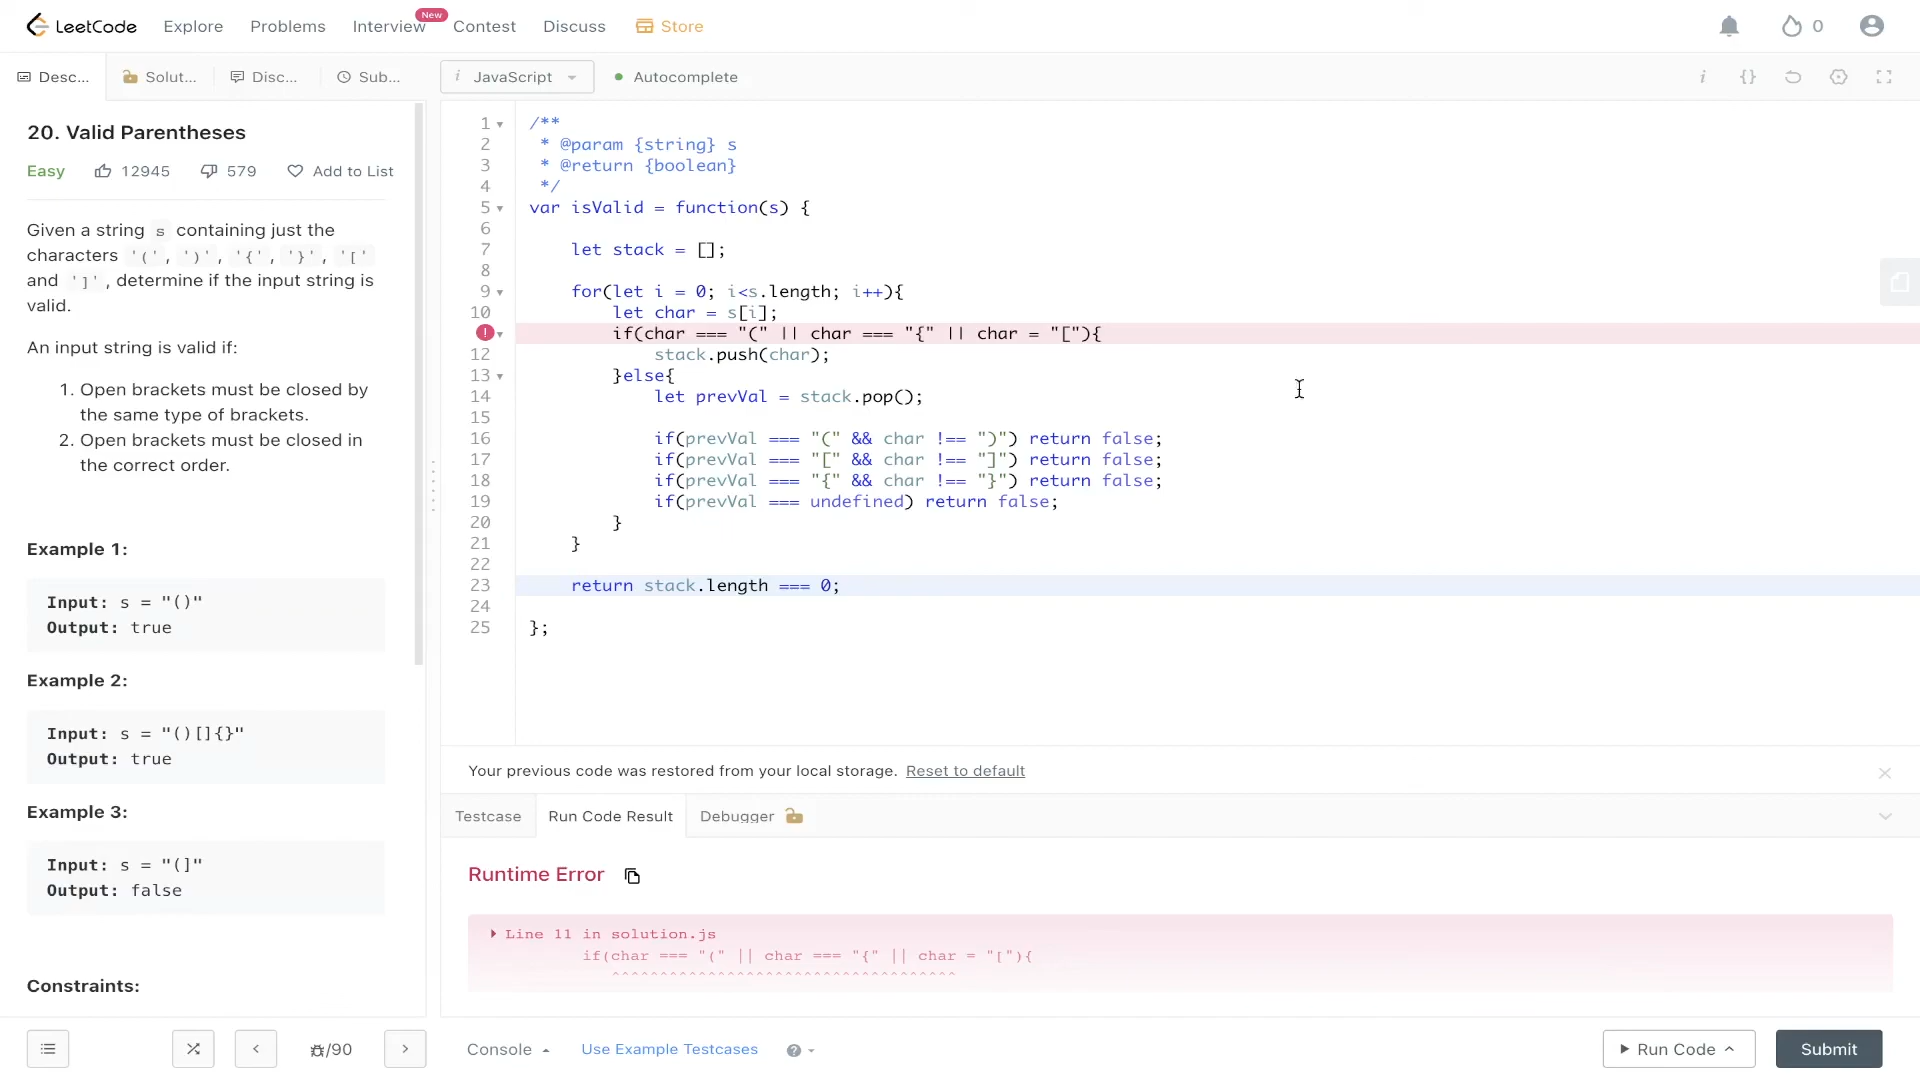 LeetCode Explore Problems Interview New Contest Discuss Store 0
Desc... Solut... Disc... Sub... i JavaScript Autocomplete i {}
20. Valid Parentheses
Easy 12945 579 Add to List
Given a string s containing just the
characters '(', ')', '{', '}', '['
and ']', determine if the input string is
valid.
An input string is valid if:
1. Open brackets must be closed by
the same type of brackets.
2. Open brackets must be closed in
the correct order.
Example 1:
Input: s = "()"
Output: true
Example 2:
Input: s = "()[]{}"
Output: true
Example 3:
Input: s = "(]"
Output: false
Constraints:
/90
1 /**
2 * @param {string} s
3 * @return {boolean}
4 */
5 var isValid = function(s) {
6
7 let stack = [];
8
9 for(let i = 0; i<s.length; i++){
10 let char = s[i];
! if(char === "(" || char === "{" || char = "["){
12 stack.push(char);
13 }else{
14 let prevVal = stack.pop();
15
16 if(prevVal === "(" && char !== ")") return false;
17 if(prevVal === "[" && char !== "]") return false;
18 if(prevVal === "{" && char !== "}") return false;
19 if(prevVal === undefined) return false;
20 }
21 }
22
23 return stack.length === 0;
24
25 };
Your previous code was restored from your local storage. Reset to default
Testcase Run Code Result Debugger
Runtime Error
Line 11 in solution.js
if(char === "(" || char === "{" || char = "["){
^^^^^^^^^^^^^^^^^^^^^^^^^^^^^^^^^^^^
Console Use Example Testcases ? Run Code Submit